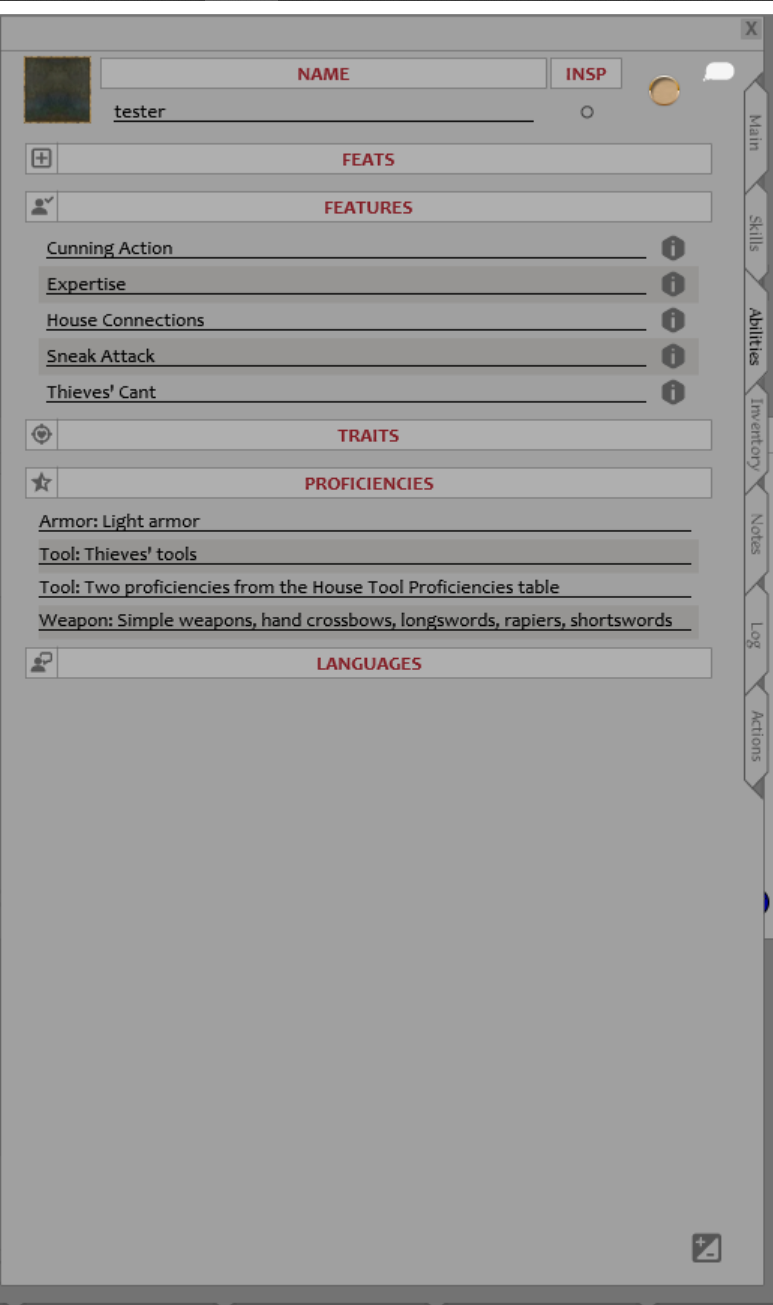 X
NAME
INSP
tester
FEATS
FEATURES
Cunning Action
Expertise
House Connections
Sneak Attack
Thieves' Cant
TRAITS
PROFICIENCIES
Armor: Light armor
Tool: Thieves' tools
Tool: Two proficiencies from the House Tool Proficiencies table
Weapon: Simple weapons, hand crossbows, longswords, rapiers, shortswords
LANGUAGES
Main
Skills
Abilities
Inventory
Notes
Log
Actions